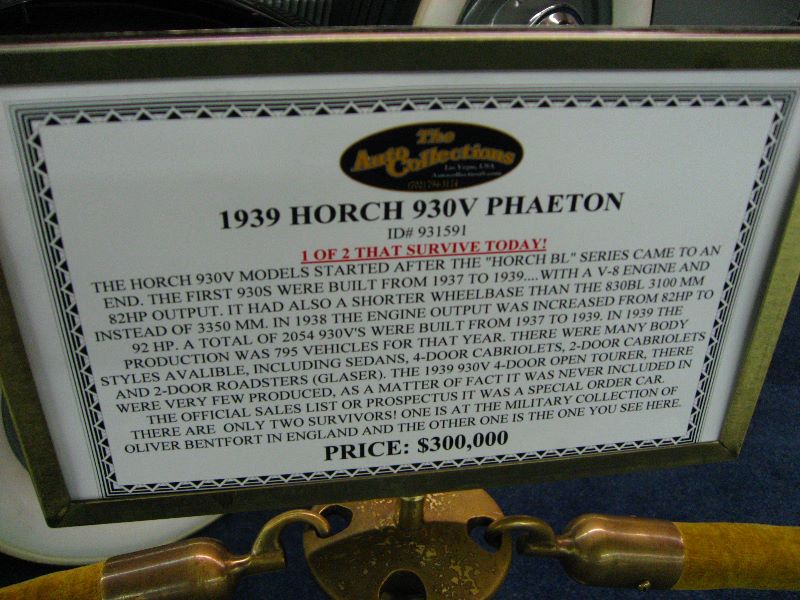 The
Auto Collections
Las Vegas, USA
Autocollections.com
(702) 794-3174
1939 HORCH 930V PHAETON
ID# 931591
1 OF 2 THAT SURVIVE TODAY!
THE HORCH 930V MODELS STARTED AFTER THE "HORCH BL" SERIES CAME TO AN
END. THE FIRST 930S WERE BUILT FROM 1937 TO 1939....WITH A V-8 ENGINE AND
82HP OUTPUT. IT HAD ALSO A SHORTER WHEELBASE THAN THE 830BL 3100 MM
INSTEAD OF 3350 MM. IN 1938 THE ENGINE OUTPUT WAS INCREASED FROM 82HP TO
92 HP. A TOTAL OF 2054 930V'S WERE BUILT FROM 1937 TO 1939. IN 1939 THE
PRODUCTION WAS 795 VEHICLES FOR THAT YEAR. THERE WERE MANY BODY
STYLES AVALIBLE, INCLUDING SEDANS, 4-DOOR CABRIOLETS, 2-DOOR CABRIOLETS
AND 2-DOOR ROADSTERS (GLASER). THE 1939 930V 4-DOOR OPEN TOURER, THERE
WERE VERY FEW PRODUCED, AS A MATTER OF FACT IT WAS NEVER INCLUDED IN
THE OFFICIAL SALES LIST OR PROSPECTUS IT WAS A SPECIAL ORDER CAR.
THERE ARE ONLY TWO SURVIVORS! ONE IS AT THE MILITARY COLLECTION OF
OLIVER BENTFORT IN ENGLAND AND THE OTHER ONE IS THE ONE YOU SEE HERE.
PRICE: $300,000